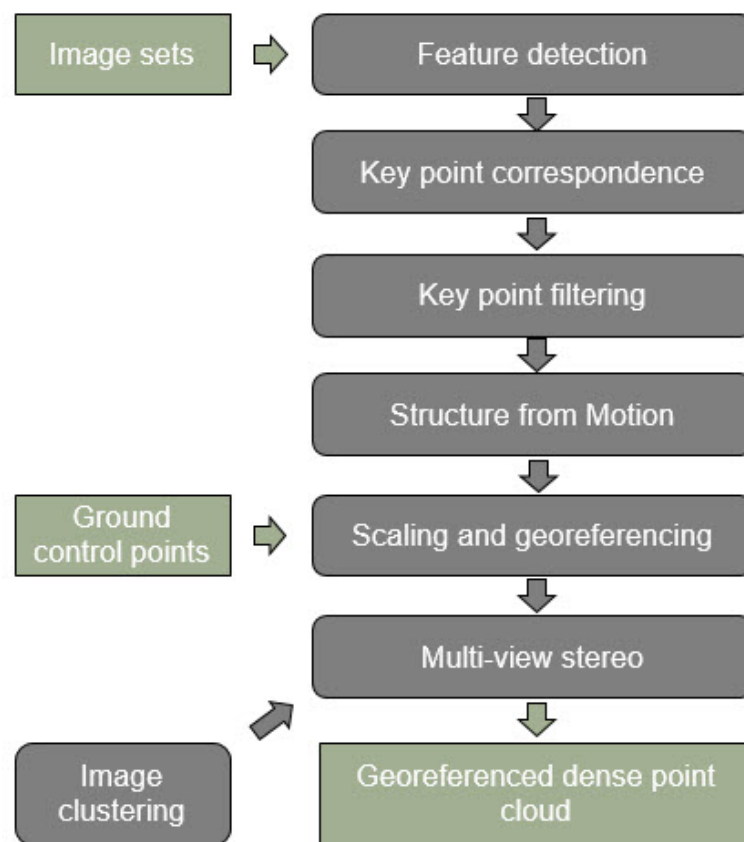 Image sets
Feature detection
Key point correspondence
Key point filtering
Structure from Motion
Ground
control points
Scaling and georeferencing
Multi-view stereo
Image
clustering
Georeferenced dense point
cloud